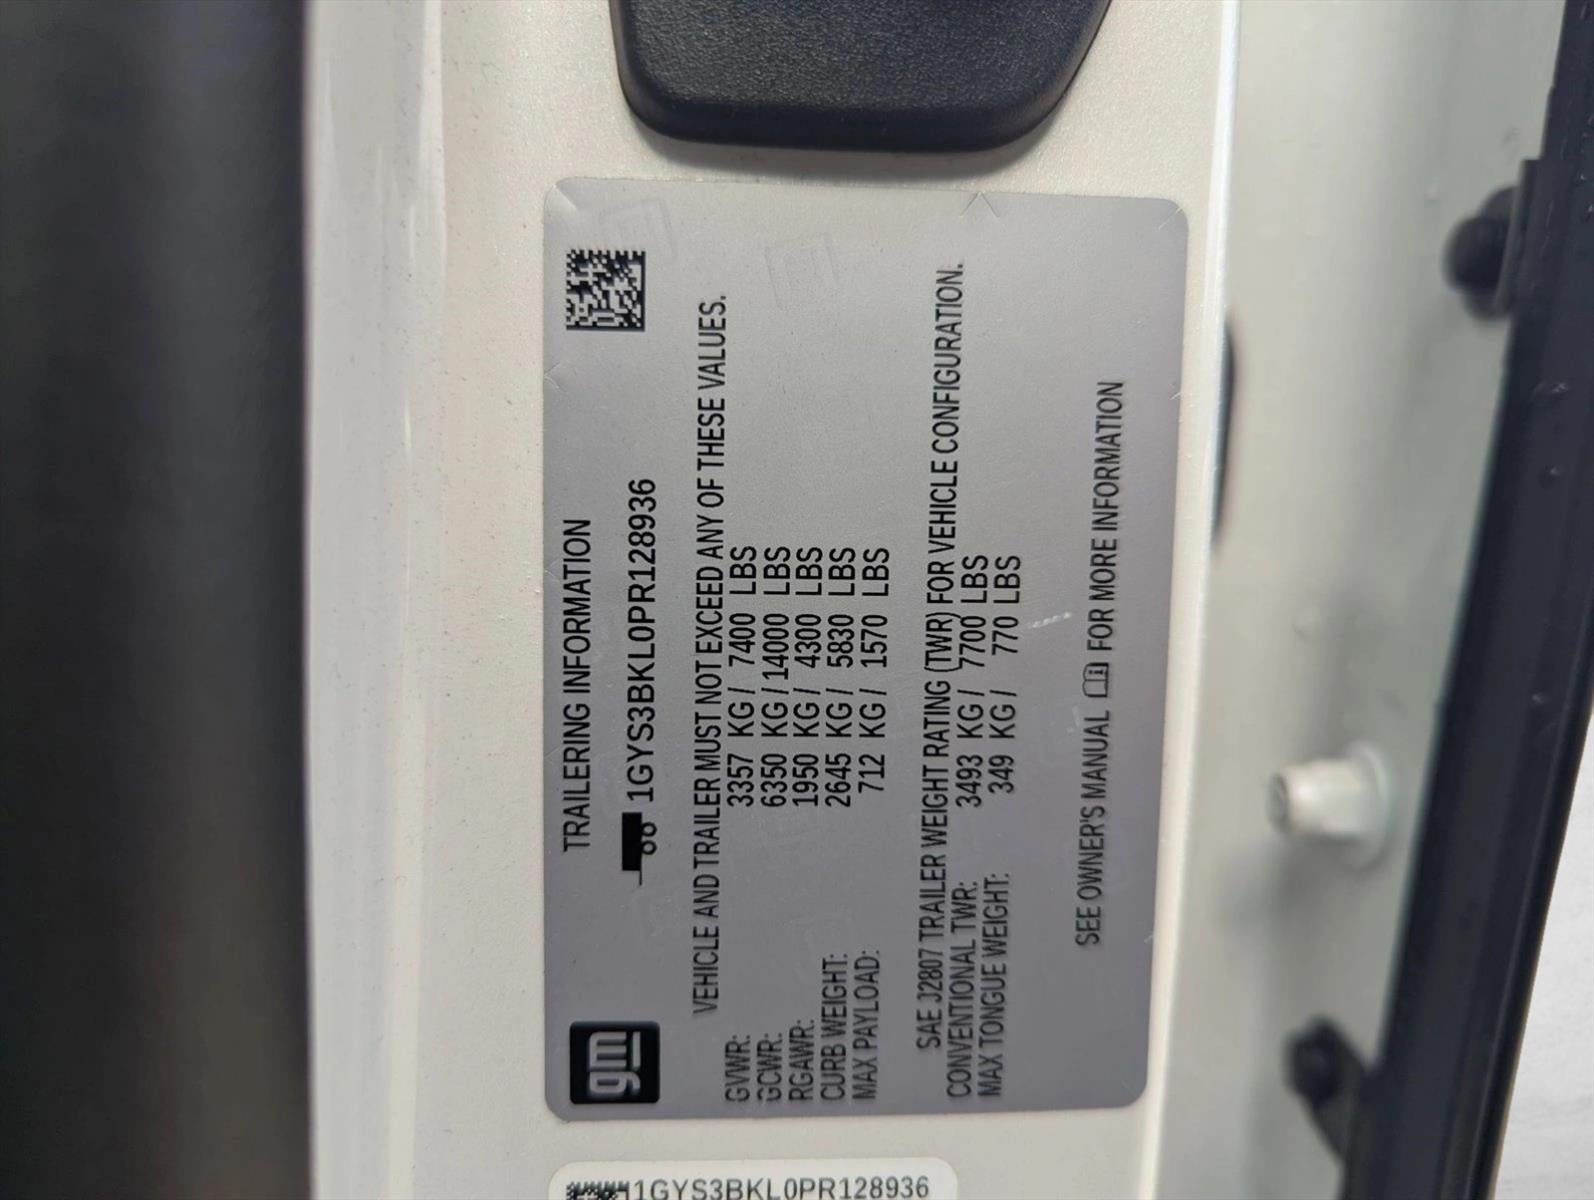 gm
TRAILERING INFORMATION
1GYS3BKL0PR128936
VEHICLE AND TRAILER MUST NOT EXCEED ANY OF THESE VALUES.
GVWR: 3357 KG / 7400 LBS
GCWR: 6350 KG / 14000 LBS
RGAWR: 1950 KG / 4300 LBS
CURB WEIGHT: 2645 KG / 5830 LBS
MAX PAYLOAD: 712 KG / 1570 LBS
SAE J2807 TRAILER WEIGHT RATING (TWR) FOR VEHICLE CONFIGURATION.
CONVENTIONAL TWR: 3493 KG / 7700 LBS
MAX TONGUE WEIGHT: 349 KG / 770 LBS
SEE OWNER'S MANUAL FOR MORE INFORMATION
1GYS3BKL0PR128936